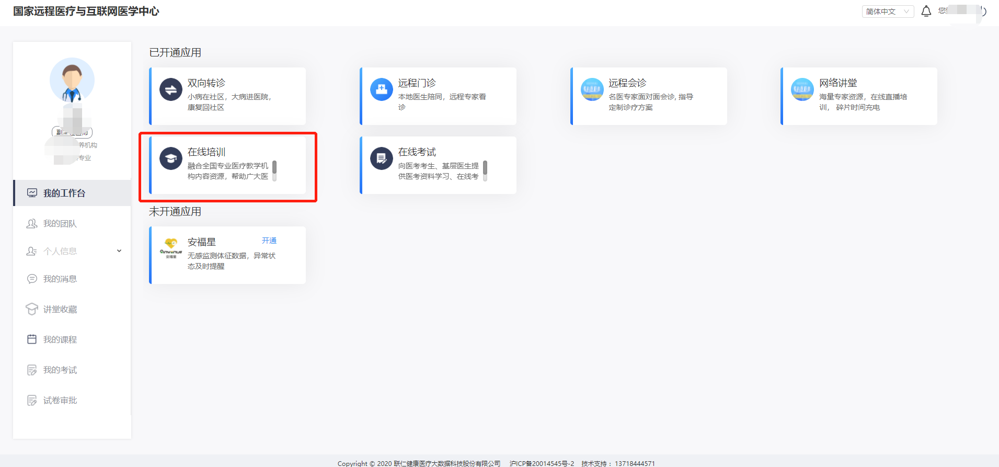 国家远程医疗与互联网医学中心
简体中文
您
养机构
专业
我的工作台
我的团队
个人信息
我的消息
讲堂收藏
我的课程
我的考试
试卷审批
已开通应用
双向转诊
小病在社区，大病进医院，
康复回社区
远程门诊
本地医生陪同，远程专家看
诊
远程会诊
名医专家面对面会诊, 指导
定制诊疗方案
网络讲堂
海量专家资源，在线直播培
训， 碎片时间充电
在线培训
融合全国专业医疗教学机
构内容资源，帮助广大医
在线考试
向医考考生、基层医生提
供医考资料学习、在线考
未开通应用
安福星
开通
无感监测体征数据，异常状
态及时提醒
安福星
Copyright © 2020 联仁健康医疗大数据科技股份有限公司 沪ICP备20014545号-2 技术支持： 13718444571